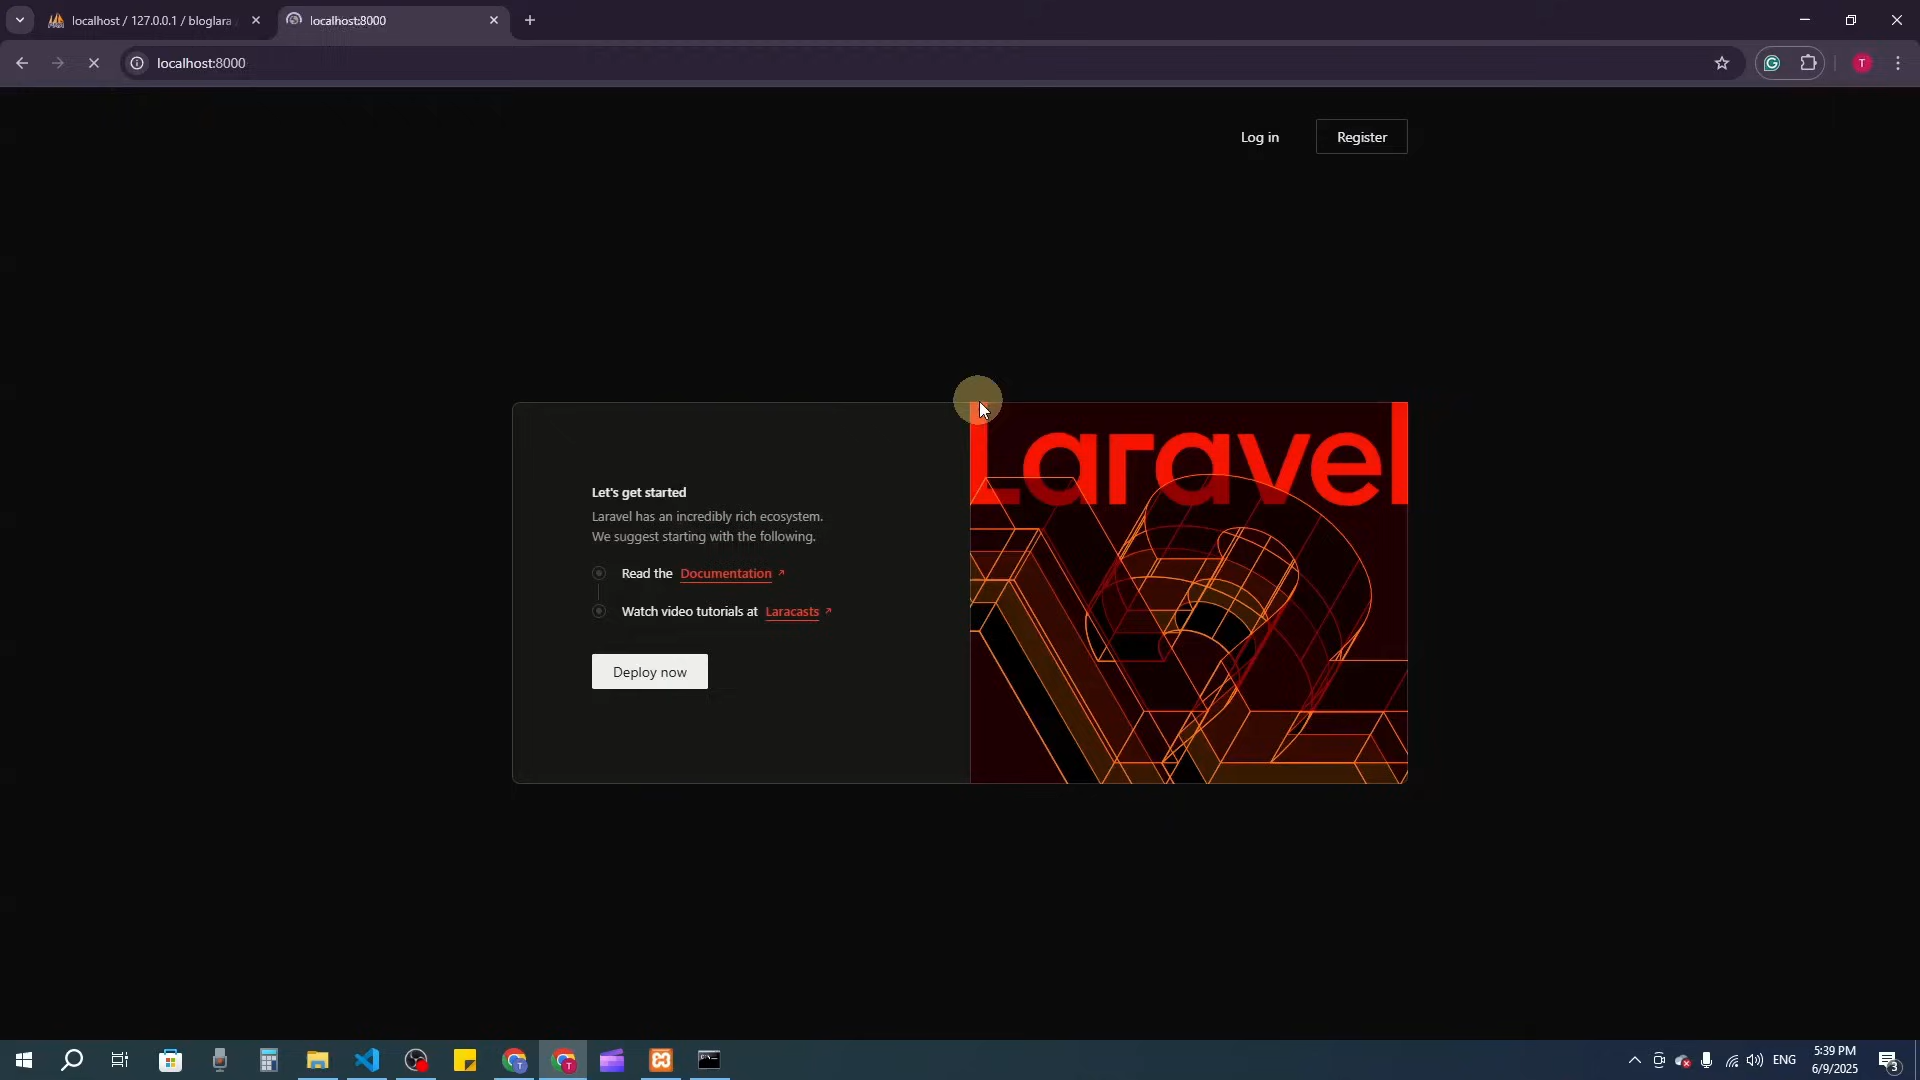 localhost / 127.0.0.1 / bloglara
localhost:8000
localhost:8000
T
Log in
Register
Let's get started
Laravel has an incredibly rich ecosystem.
We suggest starting with the following.
Read the Documentation
Watch video tutorials at Laracasts
Deploy now
Laravel
ENG
5:39 PM
6/9/2025
3